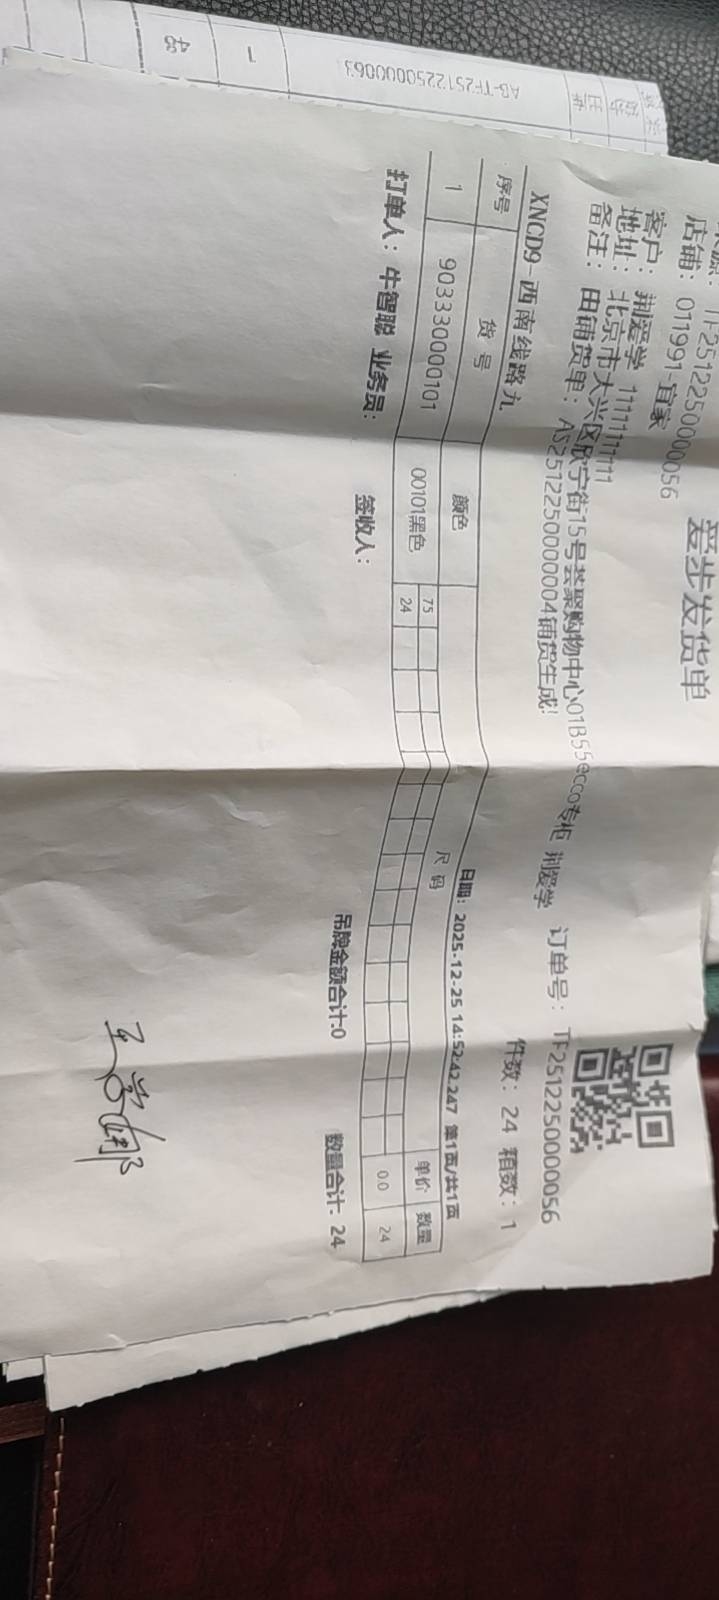 爱步发货单
TF2512250000056
店铺：011991-宜家
客户：荆爱学 1111111111
地址：北京市大兴区欣宁街15号荟聚购物中心01B55ecco专柜 荆爱学 订单号：TF2512250000056
备注：由铺货单：AS2512250000004铺货生成!
件数：24 箱数：1
XNCD9-西南线路九
日期：2025-12-25 14:52:42.247 第1页/共1页
序号 货号 颜色 尺码 单价 数量
75
1 903330000101 00101黑色 24 0.0 24
打单人：牛智聪 业务员： 签收人： 吊牌金额合计:0 数量合计: 24
AB-TF2512250000063
1